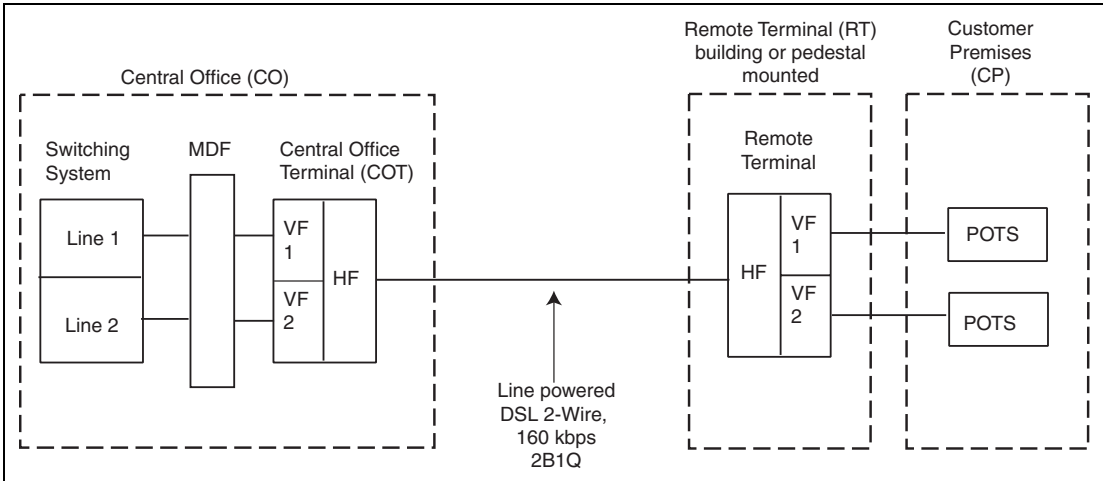 Central Office (CO)
Remote Terminal (RT)
building or pedestal
mounted
Customer
Premises
(CP)
Switching
System
MDF
Central Office
Terminal (COT)
Remote
Terminal
Line 1
Line 2
VF
1
VF
2
HF
HF
VF
1
VF
2
POTS
POTS
Line powered
DSL 2-Wire,
160 kbps
2B1Q